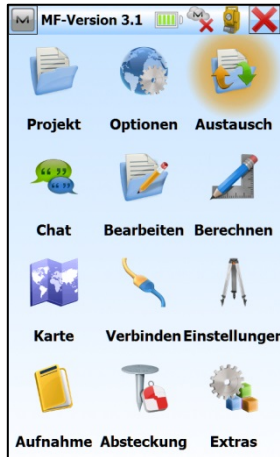 M MF-Version 3.1
Projekt Optionen Austausch
Chat Bearbeiten Berechnen
Karte Verbinden Einstellungen
Aufnahme Absteckung Extras